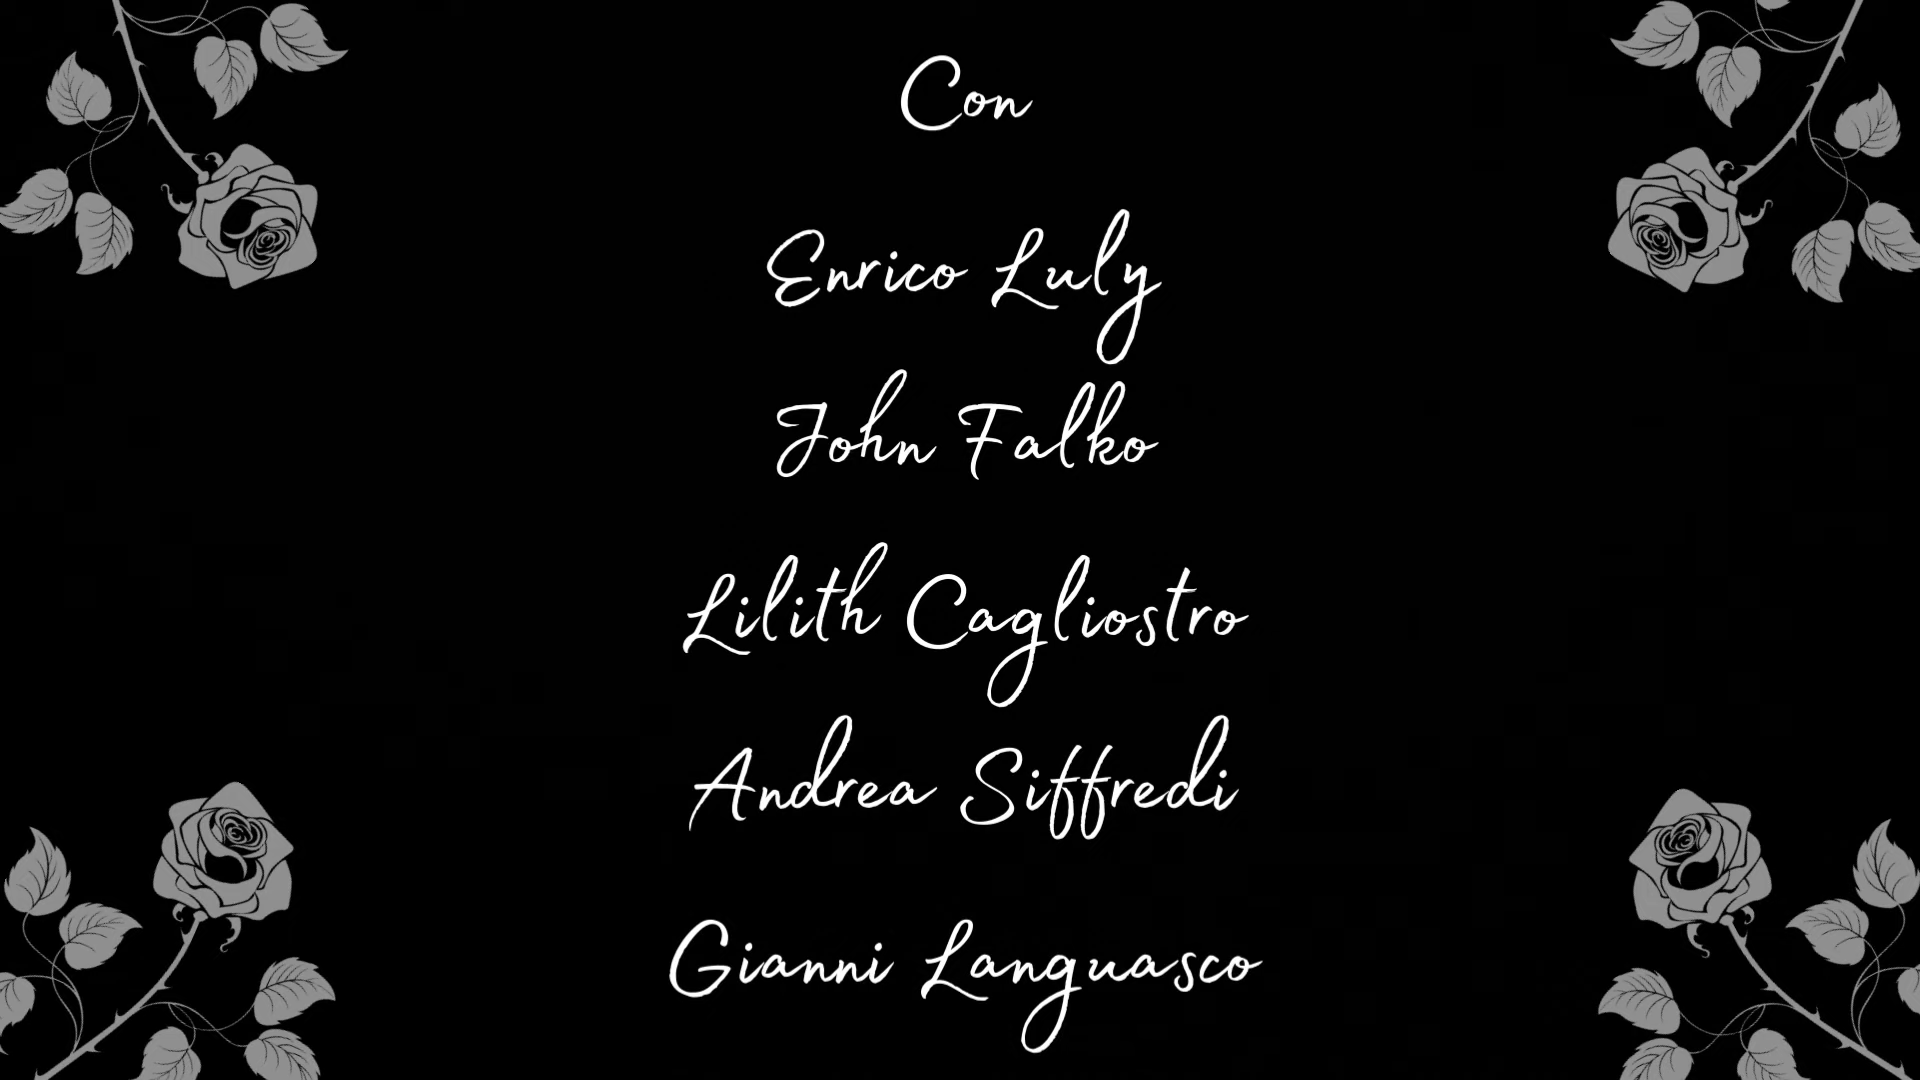 Con
Enrico Luly
John Falko
Lilith Cagliostro
Andrea Siffredi
Gianni Languasco